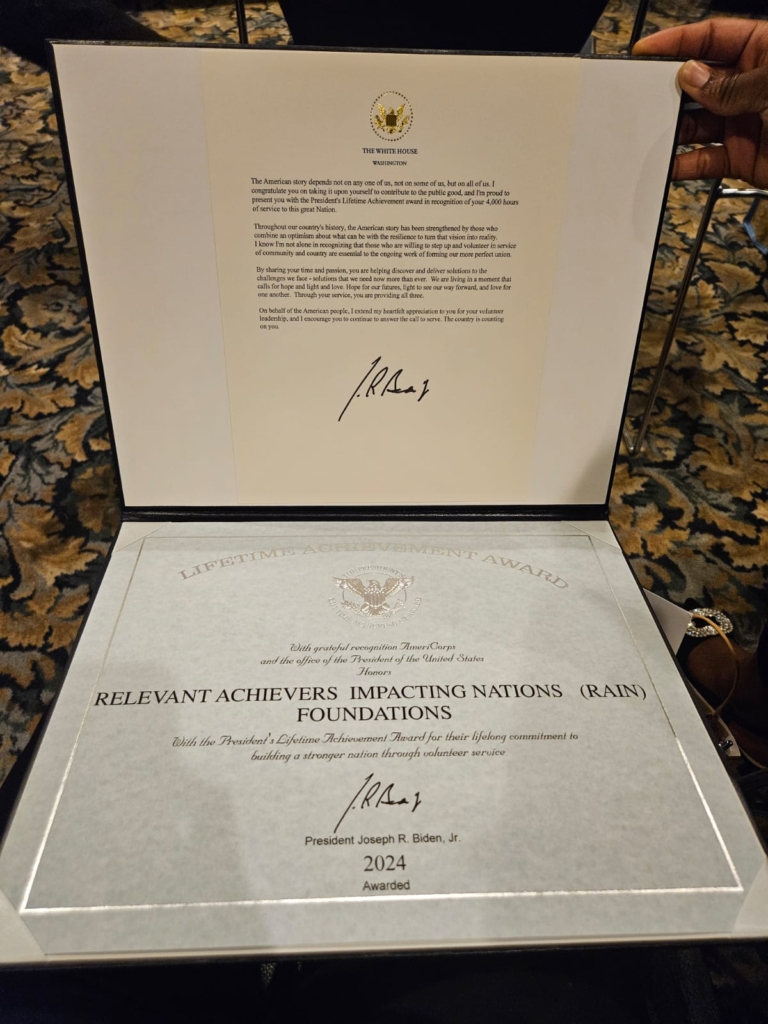 THE WHITE HOUSE
WASHINGTON
The American story depends not on any one of us, not on some of us, but on all of us. I
congratulate you on taking it upon yourself to contribute to the public good, and I'm proud to
present you with the President's Lifetime Achievement award in recognition of your 4,000 hours
of service to this great Nation.
Throughout our country's history, the American story has been strengthened by those who
combine an optimism about what can be with the resilience to turn that vision into reality.
I know I'm not alone in recognizing that those who are willing to step up and volunteer in service
of community and country are essential to the ongoing work of forming our more perfect union.
By sharing your time and passion, you are helping discover and deliver solutions to the
challenges we face - solutions that we need now more than ever. We are living in a moment that
calls for hope and light and love. Hope for our futures, light to see our way forward, and love for
one another. Through your service, you are providing all three.
On behalf of the American people, I extend my heartfelt appreciation to you for your volunteer
leadership, and I encourage you to continue to answer the call to serve. The country is counting
on you.
LIFETIME ACHIEVEMENT AWARD
With grateful recognition AmeriCorps
and the office of the President of the United States
Honors
RELEVANT ACHIEVERS IMPACTING NATIONS (RAIN)
FOUNDATIONS
With the President's Lifetime Achievement Award for their lifelong commitment to
building a stronger nation through volunteer service
President Joseph R. Biden, Jr.
2024
Awarded